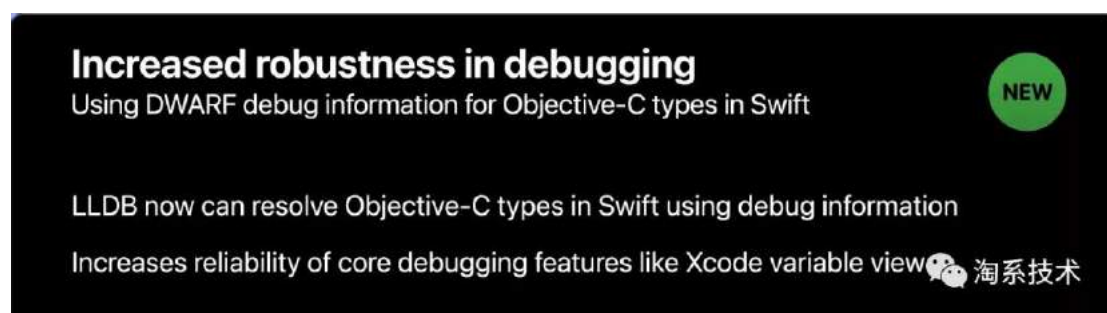 Increased robustness in debugging
Using DWARF debug information for Objective-C types in Swift
NEW
LLDB now can resolve Objective-C types in Swift using debug information
Increases reliability of core debugging features like Xcode variable view
淘系技术